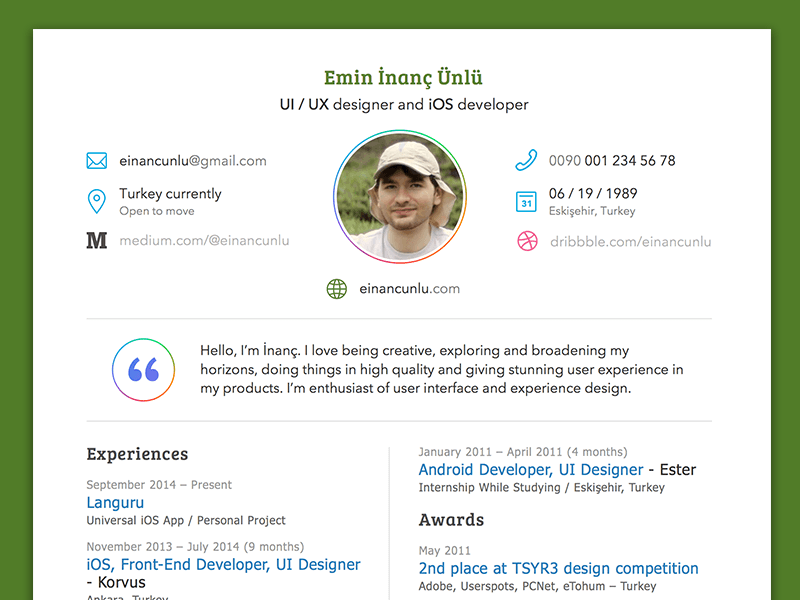 Emin İnanç Ünlü
UI / UX designer and iOS developer
einancunlu@gmail.com
Turkey currently
Open to move
M medium.com/@einancunlu
0090 001 234 56 78
31 06 / 19 / 1989
Eskişehir, Turkey
dribbble.com/einancunlu
einancunlu.com
“
Hello, I’m İnanç. I love being creative, exploring and broadening my
horizons, doing things in high quality and giving stunning user experience in
my products. I’m enthusiast of user interface and experience design.
Experiences
September 2014 – Present
Languru
Universal iOS App / Personal Project
November 2013 – July 2014 (9 months)
iOS, Front-End Developer, UI Designer
- Korvus
Ankara, Turkey
January 2011 – April 2011 (4 months)
Android Developer, UI Designer - Ester
Internship While Studying / Eskişehir, Turkey
Awards
May 2011
2nd place at TSYR3 design competition
Adobe, Userspots, PCNet, eTohum – Turkey